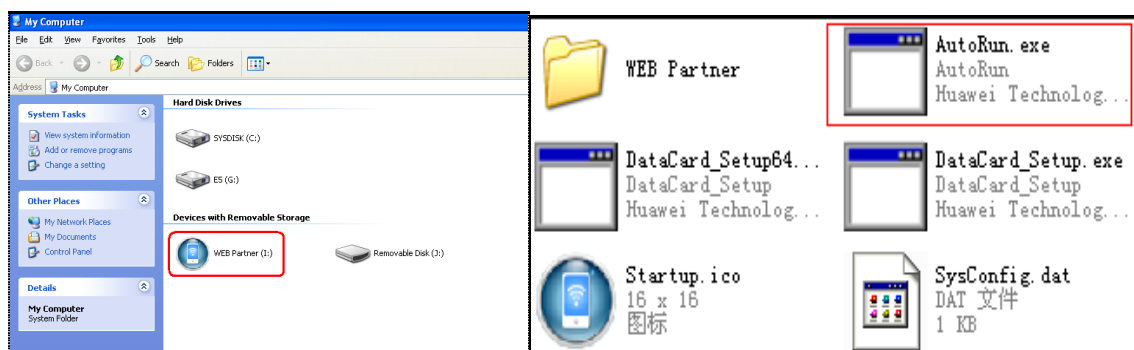 My Computer
File Edit View Favorites Tools Help
Back Search Folders
Address My Computer
System Tasks
View system information
Add or remove programs
Change a setting
Other Places
My Network Places
My Documents
Control Panel
Details
My Computer
System Folder
Hard Disk Drives
SYSDISK (C:)
E5 (G:)
Devices with Removable Storage
WEB Partner (I:)
Removable Disk (J:)
WEB Partner
AutoRun.exe
AutoRun
Huawei Technolog...
DataCard_Setup64...
DataCard_Setup
Huawei Technolog...
DataCard_Setup.exe
DataCard_Setup
Huawei Technolog...
Startup.ico
16 x 16
图标
SysConfig.dat
DAT 文件
1 KB